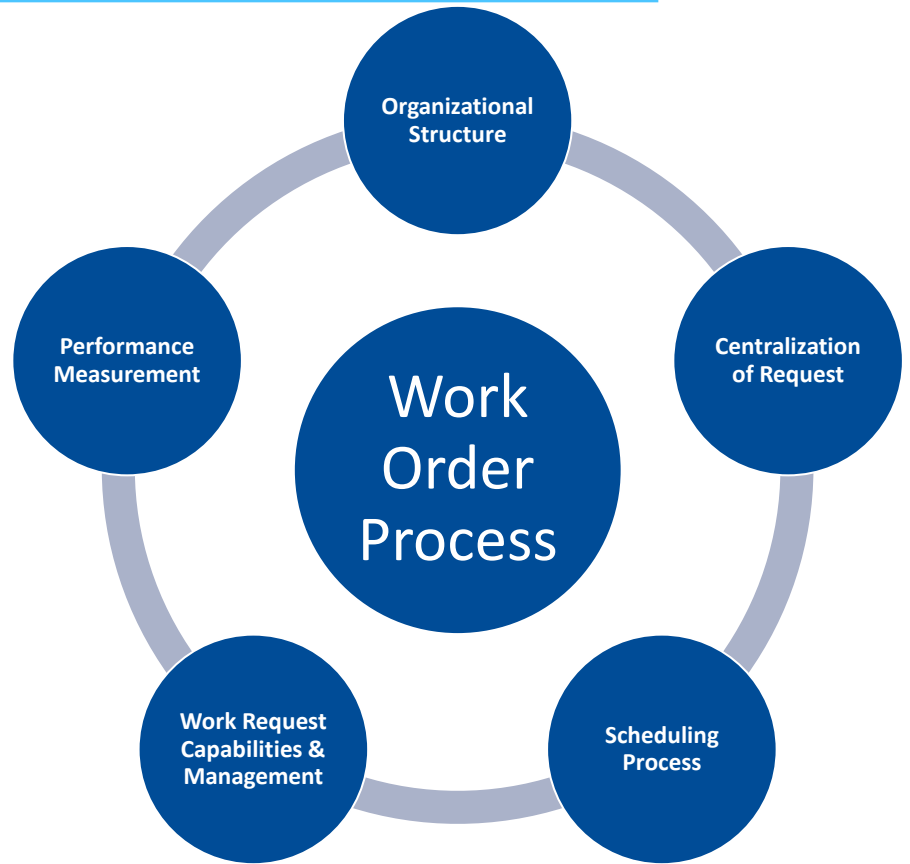 Organizational
Structure
Centralization
of Request
Scheduling
Process
Work Request
Capabilities &
Management
Performance
Measurement
Work
Order
Process